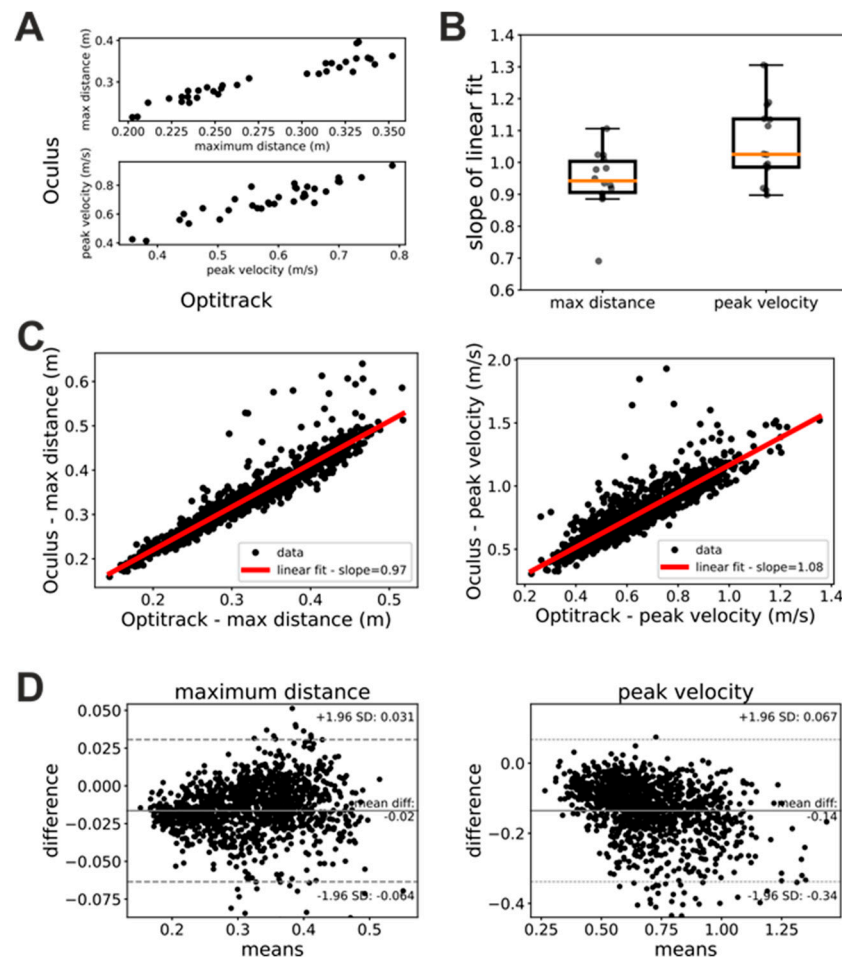 A
max distance (m)
0.4
0.3
0.200 0.225 0.250 0.275 0.300 0.325 0.350
maximum distance (m)
Oculus
peak velocity (m/s)
0.8
0.6
0.4
0.4 0.5 0.6 0.7 0.8
peak velocity (m/s)
Optitrack
B
slope of linear fit
1.4
1.3
1.2
1.1
1.0
0.9
0.8
0.7
0.6
max distance peak velocity
C
Oculus - max distance (m)
0.6
0.5
0.4
0.3
0.2
data
linear fit - slope=0.97
0.2 0.3 0.4 0.5
Optitrack - max distance (m)
Oculus - peak velocity (m/s)
2.0
1.5
1.0
0.5
data
linear fit - slope=1.08
0.2 0.4 0.6 0.8 1.0 1.2 1.4
Optitrack - peak velocity (m/s)
D
maximum distance
difference
0.050
0.025
0.000
−0.025
−0.050
−0.075
+1.96 SD: 0.031
mean diff:
-0.02
-1.96 SD: -0.064
0.2 0.3 0.4 0.5
means
peak velocity
difference
0.0
−0.2
−0.4
+1.96 SD: 0.067
mean diff:
-0.14
-1.96 SD: -0.34
0.25 0.50 0.75 1.00 1.25
means